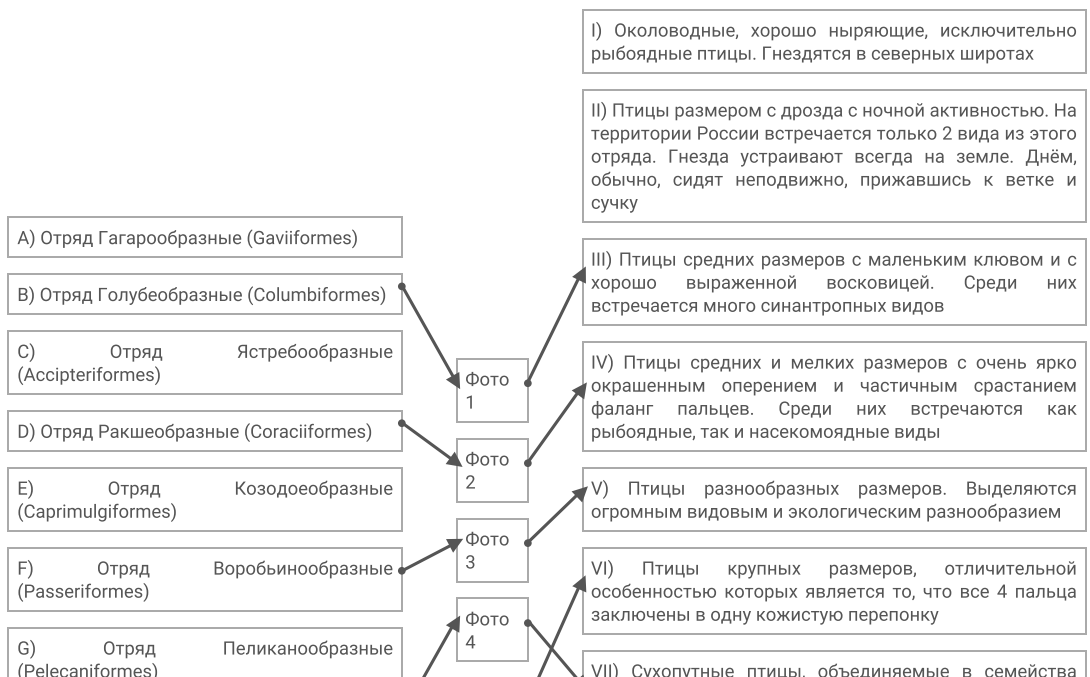 I) Околоводные, хорошо ныряющие, исключительно
рыбоядные птицы. Гнездятся в северных широтах
II) Птицы размером с дрозда с ночной активностью. На
территории России встречается только 2 вида из этого
отряда. Гнезда устраивают всегда на земле. Днём,
обычно, сидят неподвижно, прижавшись к ветке и
сучку
A) Отряд Гагарообразные (Gaviiformes)
B) Отряд Голубеобразные (Columbiformes)
C) Отряд Ястребообразные
(Accipiteriformes)
D) Отряд Ракшеобразные (Coraciiformes)
E) Отряд Козодоеобразные
(Caprimulgiformes)
F) Отряд Воробьинообразные
(Passeriformes)
G) Отряд Пеликанообразные
(Pelecaniformes)
Фото
1
Фото
2
Фото
3
Фото
4
III) Птицы средних размеров с маленьким клювом и с
хорошо выраженной восковицей. Среди них
встречается много синантропных видов
IV) Птицы средних и мелких размеров с очень ярко
окрашенным оперением и частичным срастанием
фаланг пальцев. Среди них встречаются как
рыбоядные, так и насекомоядные виды
V) Птицы разнообразных размеров. Выделяются
огромным видовым и экологическим разнообразием
VI) Птицы крупных размеров, отличительной
особенностью которых является то, что все 4 пальца
заключены в одну кожистую перепонку
VII) Сухопутные птицы, объединяемые в семейства